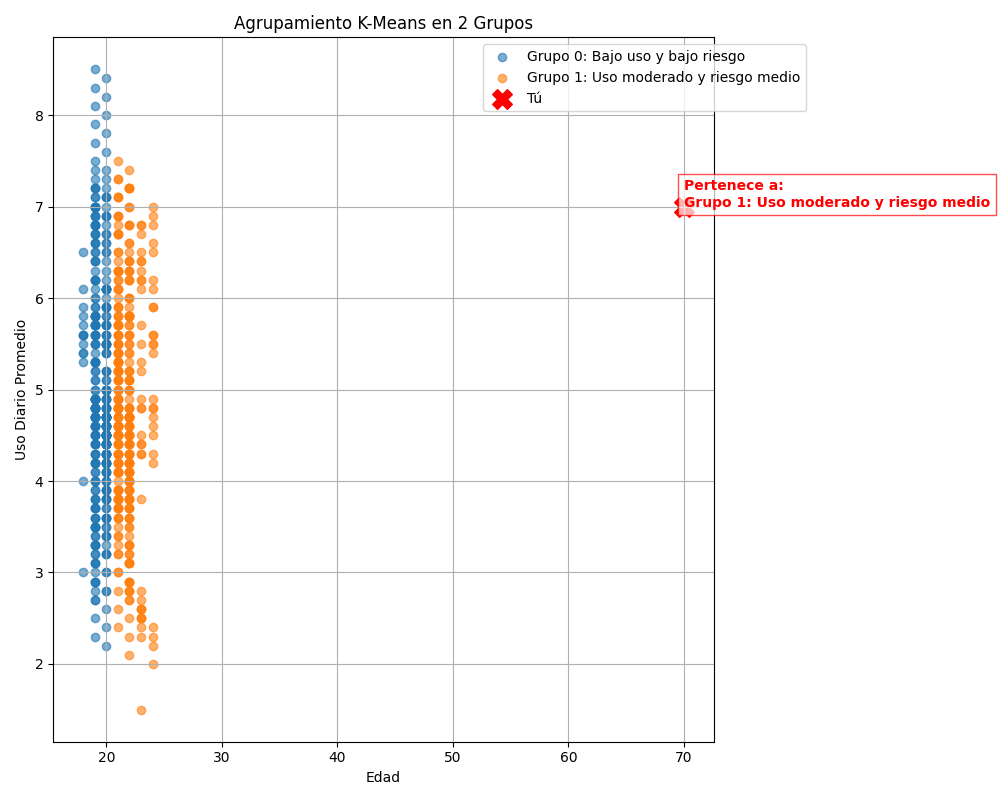 Agrupamiento K-Means en 2 Grupos
Grupo 0: Bajo uso y bajo riesgo
Grupo 1: Uso moderado y riesgo medio
Tú
Pertenece a:
Grupo 1: Uso moderado y riesgo medio
Uso Diario Promedio
8
7
6
5
4
3
2
20 30 40 50 60 70
Edad